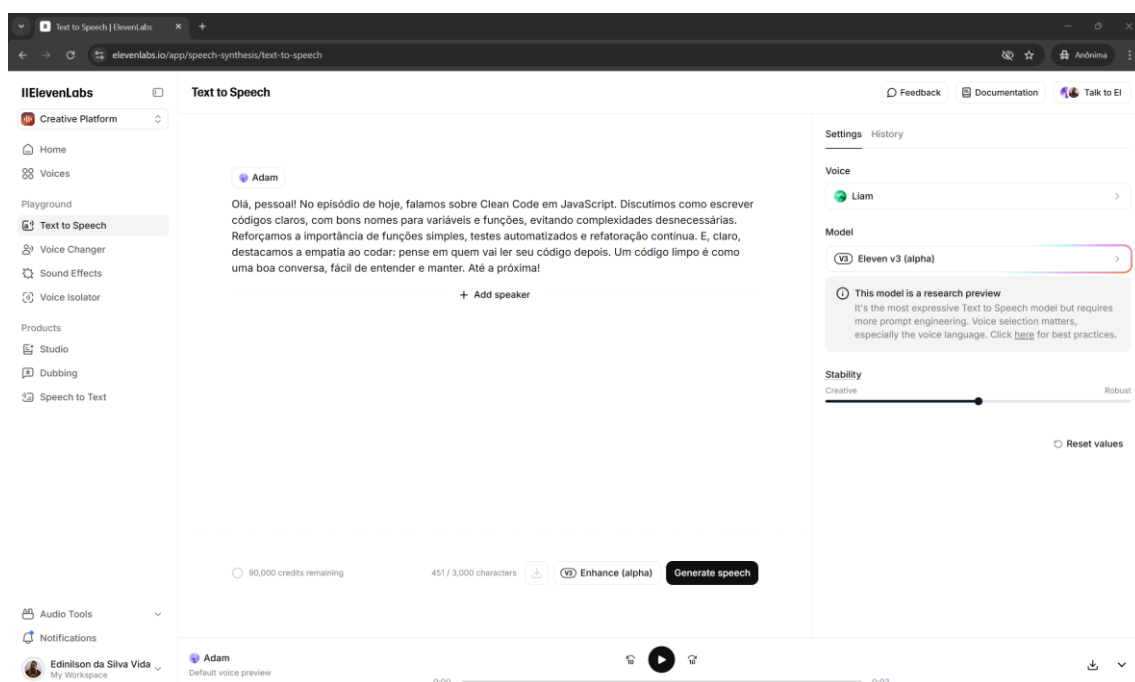 Text to Speech | ElevenLabs
elevenlabs.io/app/speech-synthesis/text-to-speech
Anônima
IIElevenLabs
Creative Platform
Home
Voices
Playground
Text to Speech
Voice Changer
Sound Effects
Voice Isolator
Products
Studio
Dubbing
Speech to Text
Audio Tools
Notifications
Edinilson da Silva Vida
My Workspace
Text to Speech
Feedback
Documentation
Talk to El
Adam
Olá, pessoal! No episódio de hoje, falamos sobre Clean Code em JavaScript. Discutimos como escrever
códigos claros, com bons nomes para variáveis e funções, evitando complexidades desnecessárias.
Reforçamos a importância de funções simples, testes automatizados e refatoração contínua. E, claro,
destacamos a empatia ao codar: pense em quem vai ler seu código depois. Um código limpo é como
uma boa conversa, fácil de entender e manter. Até a próxima!
+ Add speaker
90,000 credits remaining
451 / 3,000 characters
V3 Enhance (alpha)
Generate speech
Settings
History
Voice
Liam
Model
V3 Eleven v3 (alpha)
This model is a research preview
It's the most expressive Text to Speech model but requires
more prompt engineering. Voice selection matters,
especially the voice language. Click here for best practices.
Stability
Creative
Robust
Reset values
Adam
Default voice preview
10
10
0:00
0:02